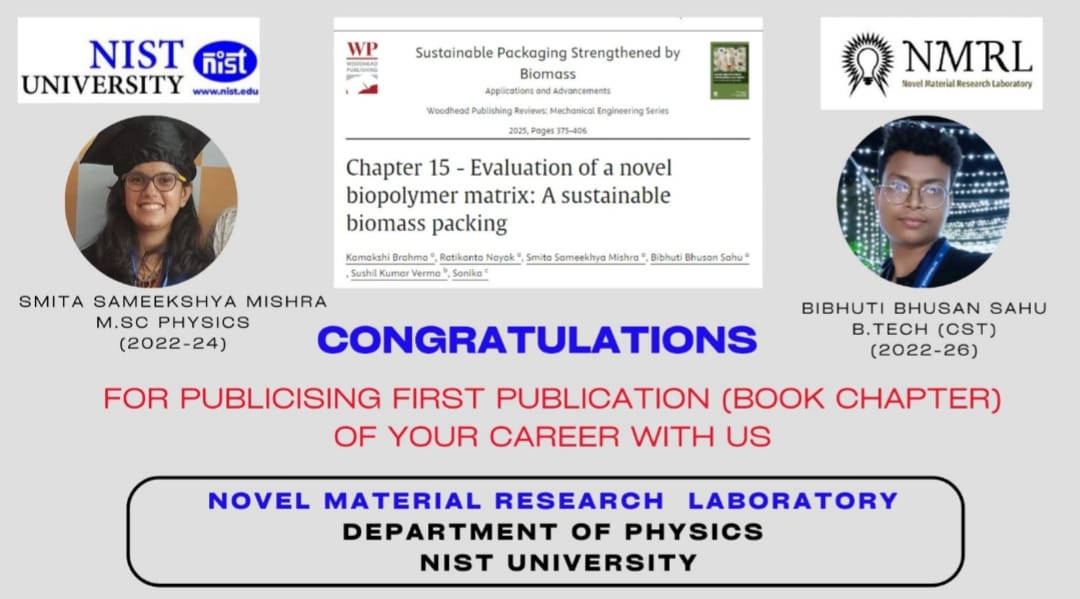 NIST
UNIVERSITY
nist
www.nist.edu
WP
WOODHEAD
PUBLISHING
Sustainable Packaging Strengthened by
Biomass
Applications and Advancements
Woodhead Publishing Reviews: Mechanical Engineering Series
2025, Pages 375-406
Chapter 15 - Evaluation of a novel
biopolymer matrix: A sustainable
biomass packing
Kamakshi Brahma a, Ratikanta Nayak a, Smita Sameekhya Mishra a, Bibhuti Bhusan Sahu a
, Sushil Kumar Verma b, Sonika c
NMRL
Novel Material Research Laboratory
SMITA SAMEEKSHYA MISHRA
M.SC PHYSICS
(2022-24)
BIBHUTI BHUSAN SAHU
B.TECH (CST)
(2022-26)
CONGRATULATIONS
FOR PUBLICISING FIRST PUBLICATION (BOOK CHAPTER)
OF YOUR CAREER WITH US
NOVEL MATERIAL RESEARCH LABORATORY
DEPARTMENT OF PHYSICS
NIST UNIVERSITY